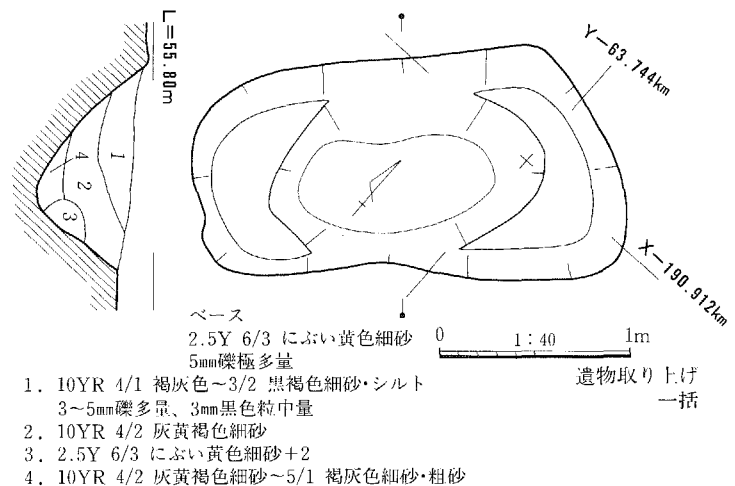 L=55.80m
Y-63.744km
X-190.912km
1
2
3
4
ベース
2.5Y 6/3 にぶい黄色細砂
5㎜礫極多量
0 1:40 1m
遺物取り上げ
一括
1. 10YR 4/1 褐灰色~3/2 黒褐色細砂・シルト
3~5㎜礫多量、3㎜黒色粒中量
2. 10YR 4/2 灰黄褐色細砂
3. 2.5Y 6/3 にぶい黄色細砂+2
4. 10YR 4/2 灰黄褐色細砂~5/1 褐灰色細砂・粗砂